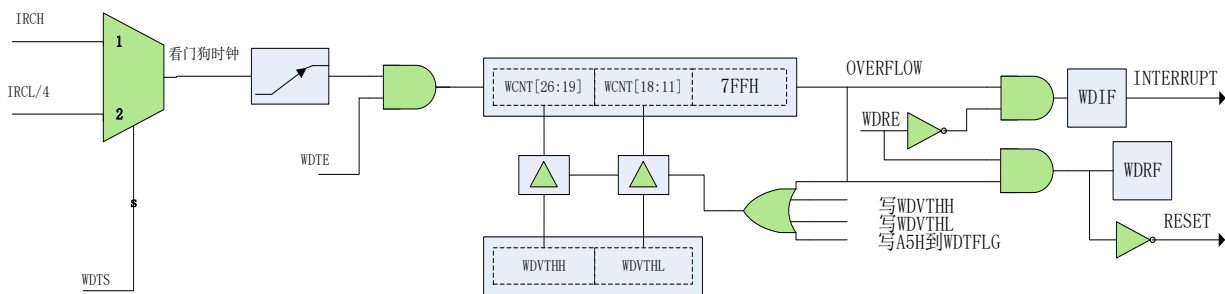 IRCH
1
看门狗时钟
IRCL/4
2
WDTE
S
WDTS
WCNT[26:19]
WCNT[18:11]
7FFH
OVERFLOW
WDRE
WDIF
INTERRUPT
WDRF
写WDVTHH
写WDVTHL
写A5H到WDTFLG
RESET
WDVTHH
WDVTHL